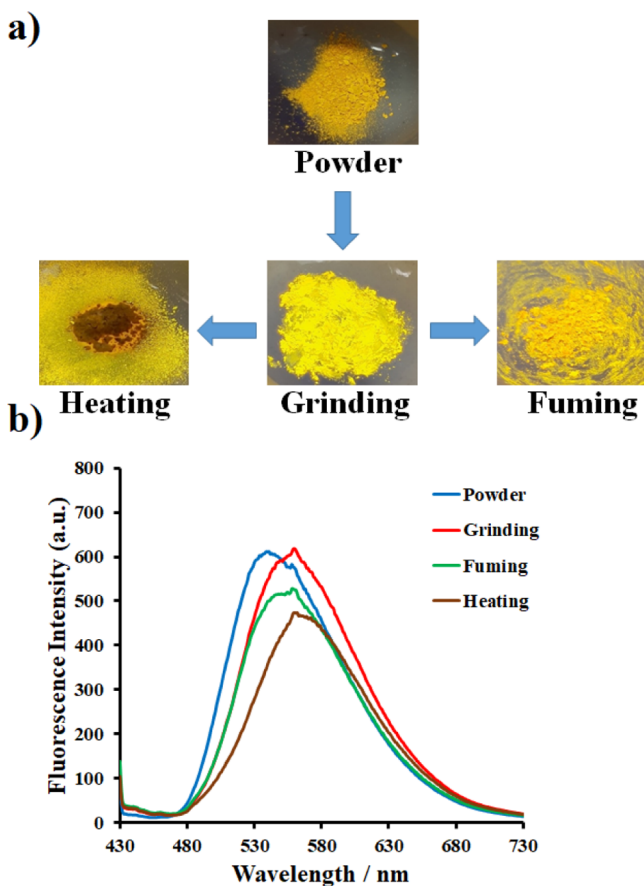 a)
Powder
Heating
Grinding
Fuming
b)
Fluorescence Intensity (a.u.)
800
700
600
500
400
300
200
100
0
Powder
Grinding
Fuming
Heating
430 480 530 580 630 680 730
Wavelength / nm